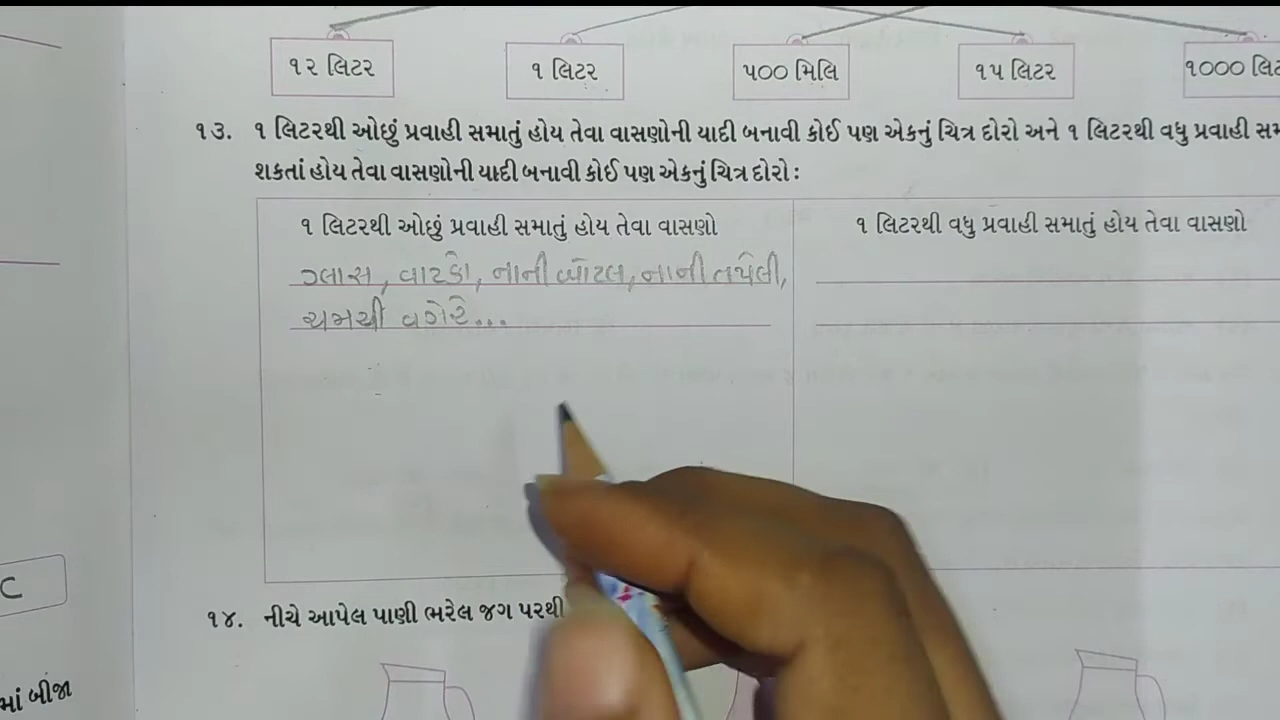 ૧૨ લિટર ૧ લિટર ૫૦૦ મિલિ ૧૫ લિટર ૧000 લિટ
૧૩. ૧ લિટરથી ઓછું પ્રવાહી સમાતું હોય તેવા વાસણોની યાદી બનાવી કોઈ પણ એકનું ચિત્ર દોરો અને ૧ લિટરથી વધુ પ્રવાહી સમ
શકતાં હોય તેવા વાસણોની યાદી બનાવી કોઈ પણ એકનું ચિત્ર દોરો :
૧ લિટરથી ઓછું પ્રવાહી સમાતું હોય તેવા વાસણો
૧ લિટરથી વધુ પ્રવાહી સમાતું હોય તેવા વાસણો
ગ્લાસ, વાટકો, નાની બોટલ, નાની તપેલી,
ચમચી વગેરે...
૧૪. નીચે આપેલ પાણી ભરેલ જગ પરથી
C
માં બીજા